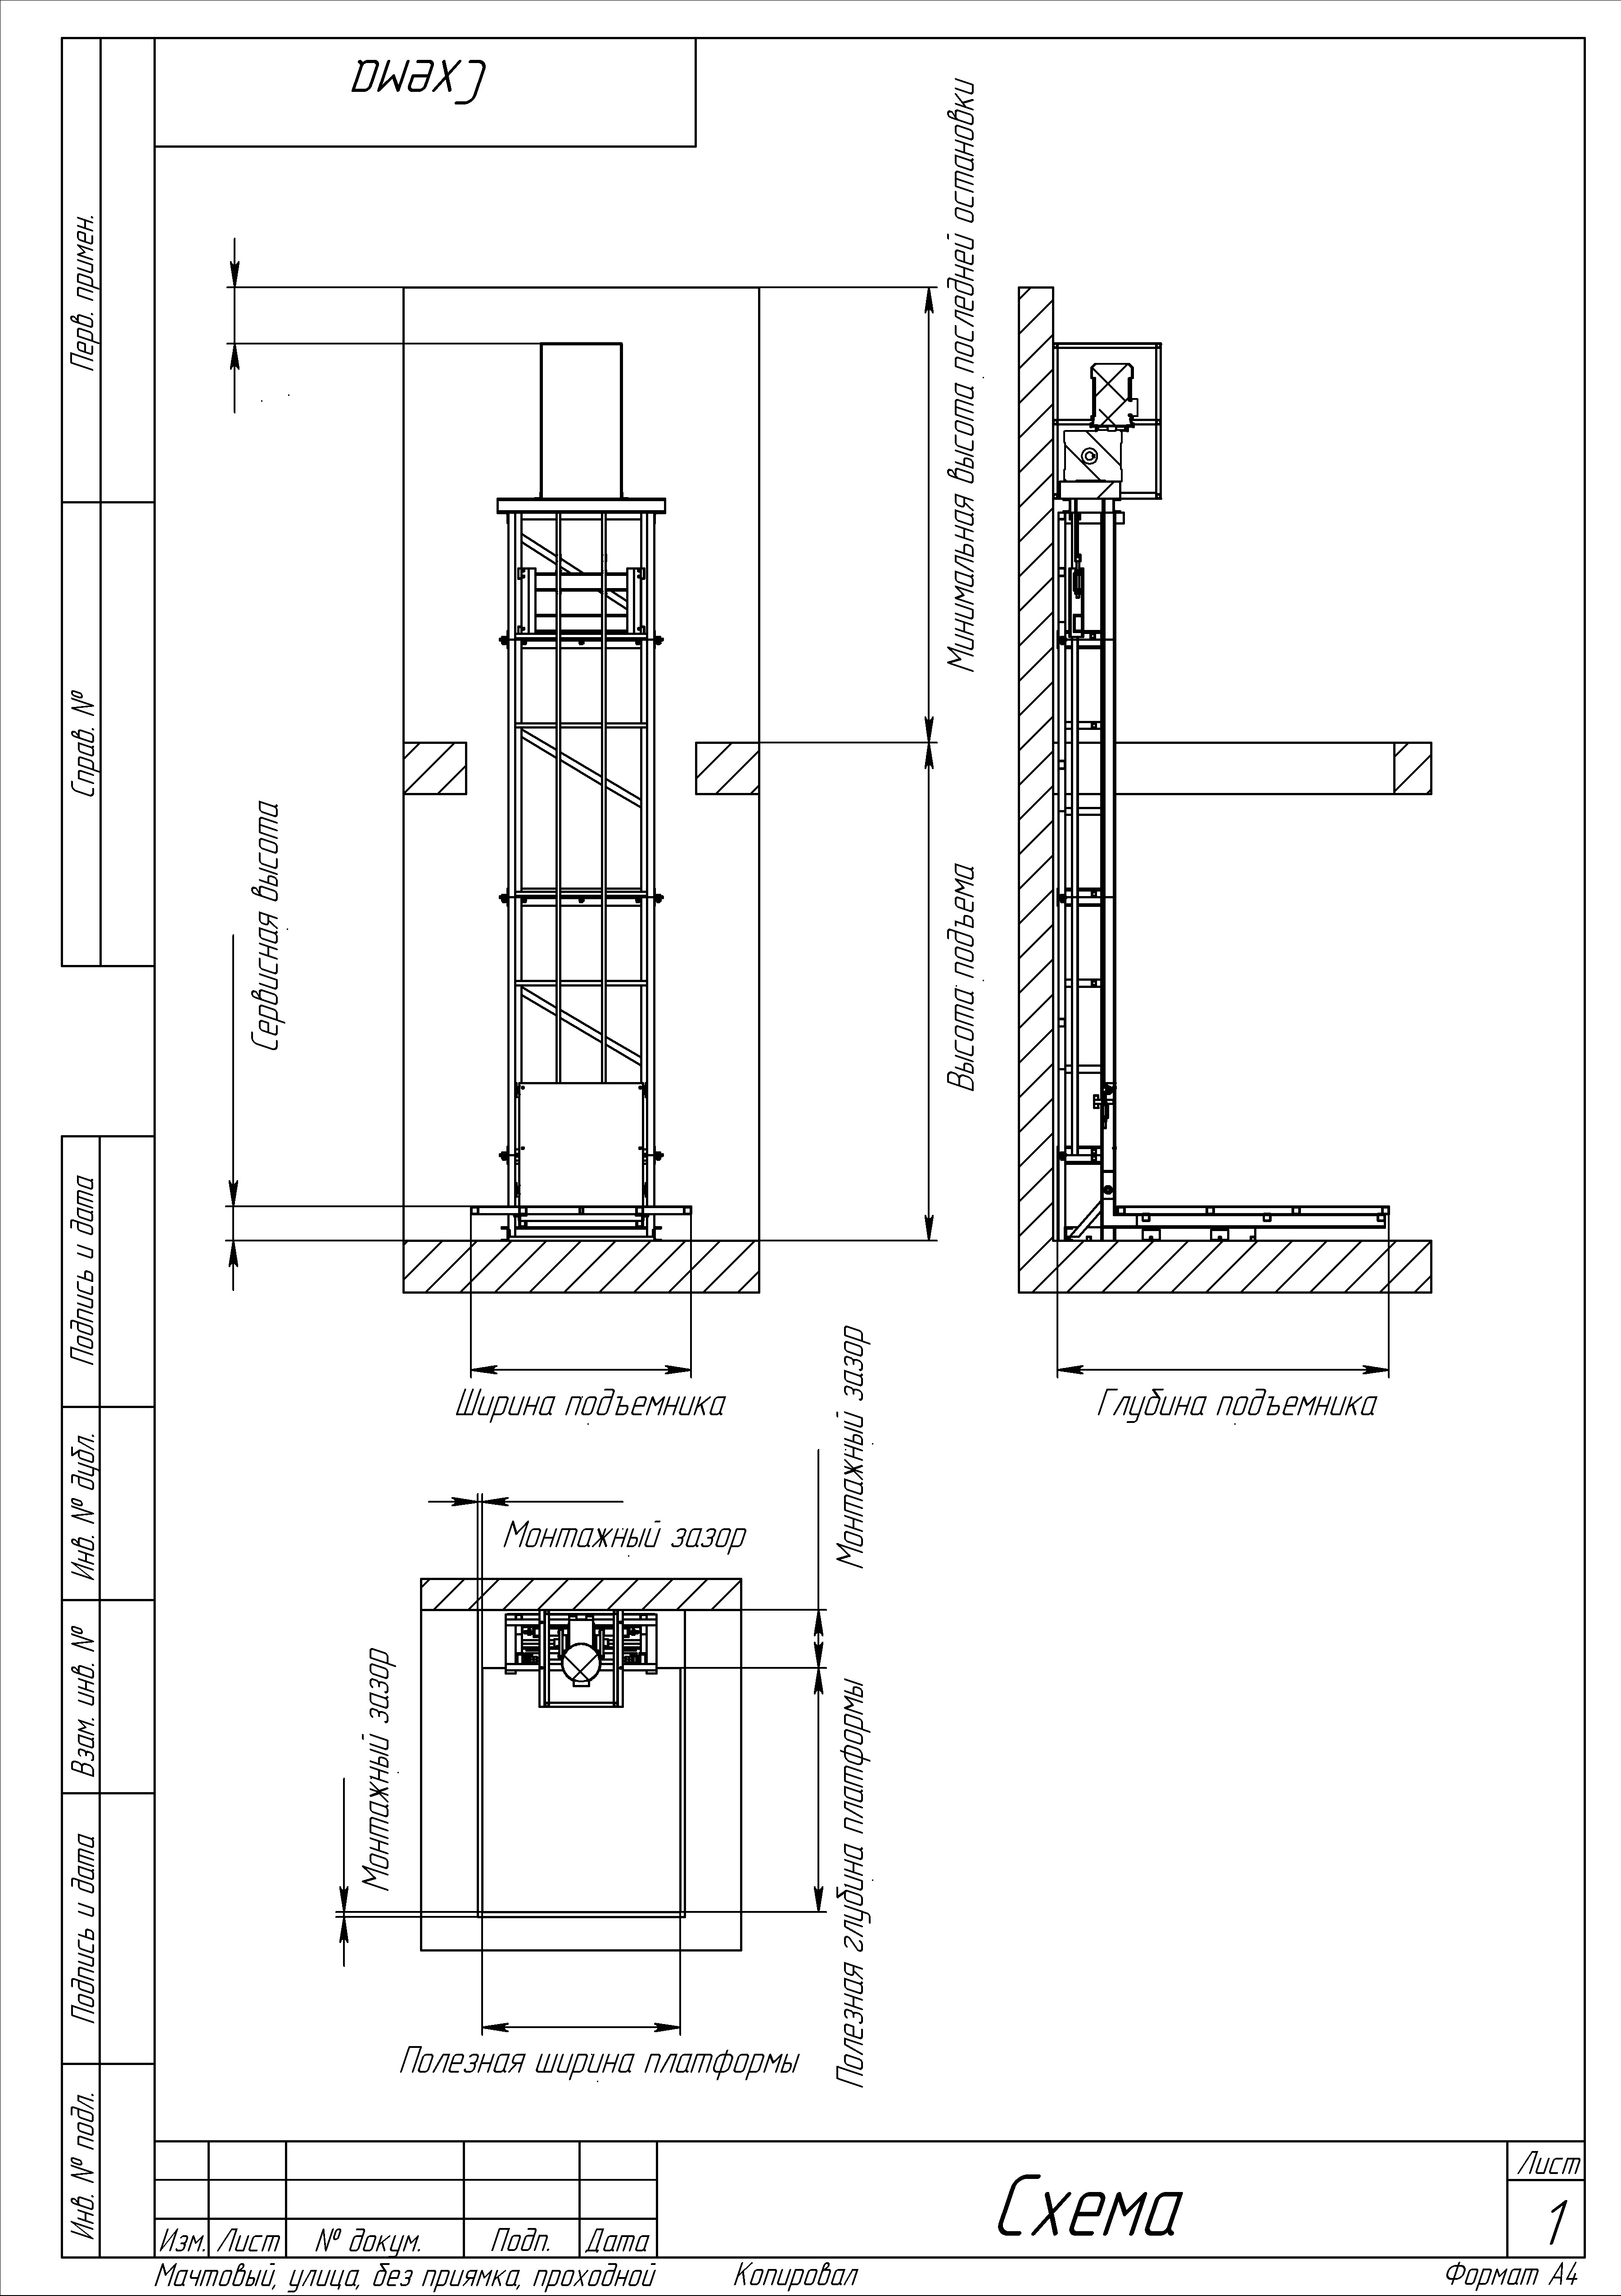 Схема
Перв. примен.
Справ. №
Подпись и дата
Инв. № дубл.
Взам. инв. №
Подпись и дата
Инв. № подл.
Минимальная высота последней остановки
Сервисная высота
Высота подъема
Ширина подъемника
Глубина подъемника
Монтажный зазор
Монтажный зазор
Монтажный зазор
Полезная глубина платформы
Полезная ширина платформы
Изм. Лист № докум. Подп. Дата
Схема
Лист
1
Мачтовый, улица, без приямка, проходной
Копировал
Формат А4